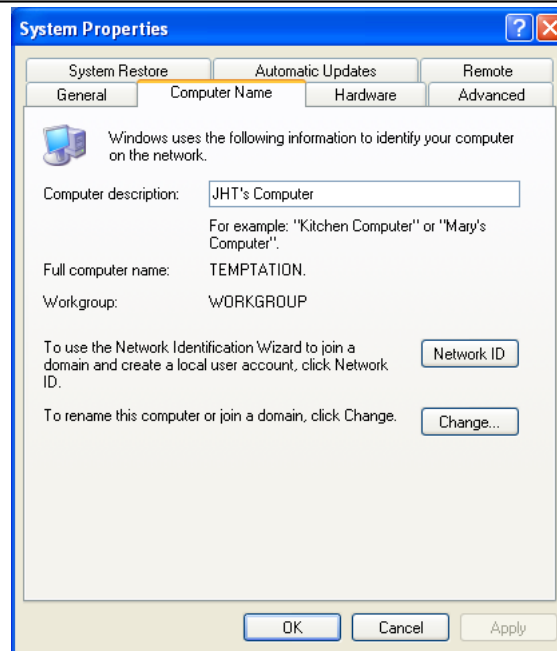 System Properties
System Restore Automatic Updates Remote
General Computer Name Hardware Advanced
Windows uses the following information to identify your computer
on the network.
Computer description: JHT's Computer
For example: "Kitchen Computer" or "Mary's
Computer".
Full computer name: TEMPTATION.
Workgroup: WORKGROUP
To use the Network Identification Wizard to join a
domain and create a local user account, click Network
ID.
Network ID
To rename this computer or join a domain, click Change.
Change...
OK Cancel Apply